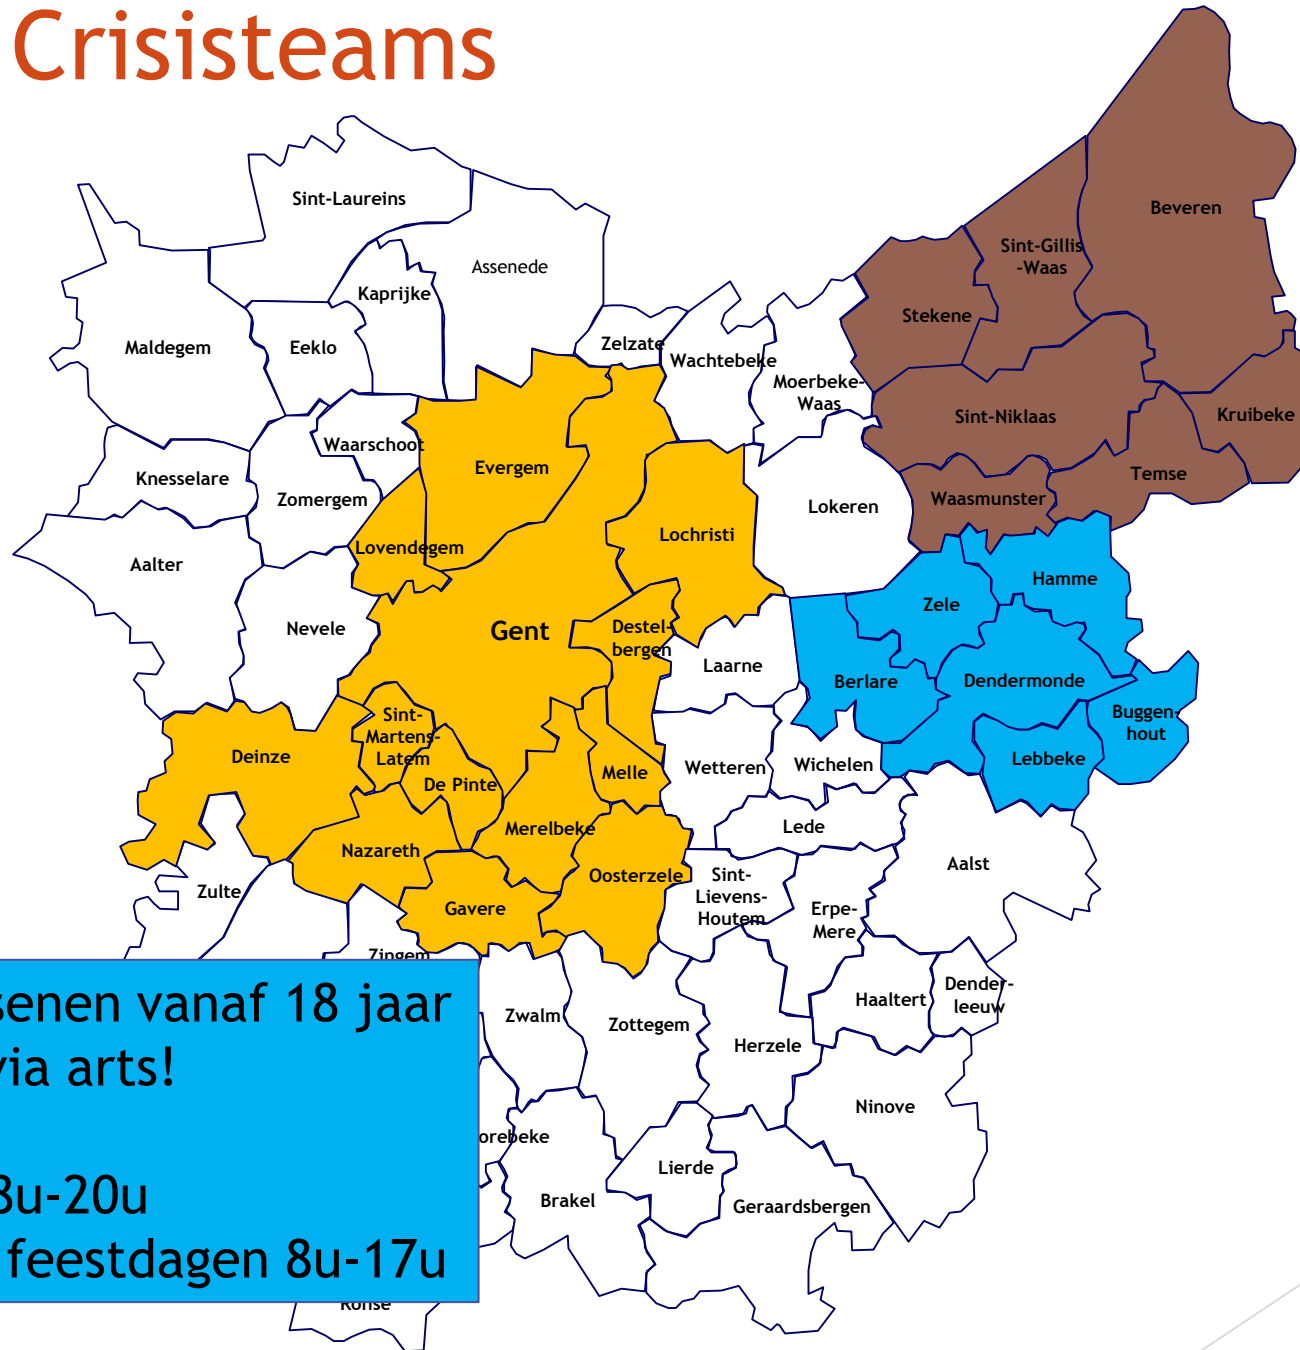 Crisisteams
Sint-Laureins
Beveren
Sint-Gillis
-Waas
Assenede
Kaprijke
Stekene
Maldegem
Eeklo
Zelzate
Wachtebeke
Moerbeke-
Waas
Sint-Niklaas
Kruibeke
Waarschoot
Evergem
Knesselare
Zomergem
Temse
Waasmunster
Lokeren
Lochristi
Lovendegem
Aalter
Hamme
Zele
Nevele
Gent
Destel-
bergen
Laarne
Berlare
Dendermonde
Buggen-
hout
Sint-
Martens-
Latem
Deinze
De Pinte
Melle
Wetteren
Wichelen
Lebbeke
Merelbeke
Lede
Nazareth
Aalst
Oosterzele
Sint-
Lievens-
Houtem
Zulte
Gavere
Erpe-
Mere
Zingem
Haaltert
Dender-
leeuw
Zwalm
Zottegem
Herzele
senen vanaf 18 jaar
via arts!
Ninove
orebeke
Lierde
Brakel
Geraardsbergen
8u-20u
feestdagen 8u-17u
Ronse